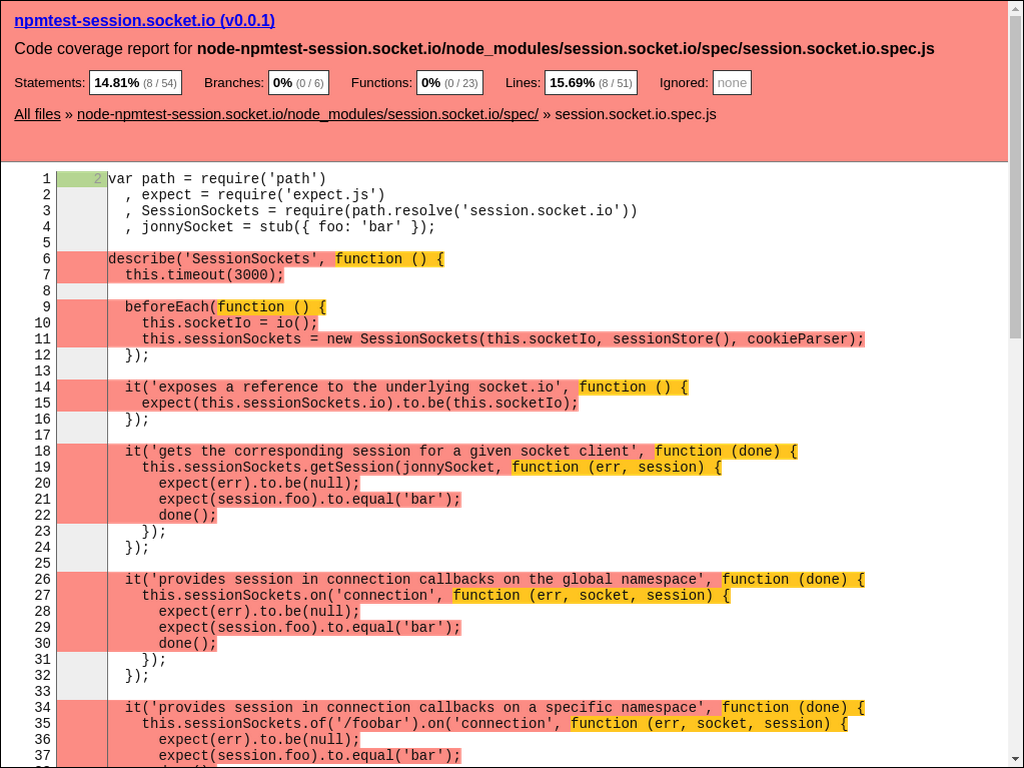 npmtest-session.socket.io (v0.0.1)
Code coverage report for node-npmtest-session.socket.io/node_modules/session.socket.io/spec/session.socket.io.spec.js
Statements: 14.81% (8 / 54) Branches: 0% (0 / 6) Functions: 0% (0 / 23) Lines: 15.69% (8 / 51) Ignored: none
All files » node-npmtest-session.socket.io/node_modules/session.socket.io/spec/ » session.socket.io.spec.js
1 2 var path = require('path')
2   , expect = require('expect.js')
3   , SessionSockets = require(path.resolve('session.socket.io'))
4   , jonnySocket = stub({ foo: 'bar' });
5
6 describe('SessionSockets', function () {
7   this.timeout(3000);
8
9   beforeEach(function () {
10     this.socketIo = io();
11     this.sessionSockets = new SessionSockets(this.socketIo, sessionStore(), cookieParser);
12   });
13
14   it('exposes a reference to the underlying socket.io', function () {
15     expect(this.sessionSockets.io).to.be(this.socketIo);
16   });
17
18   it('gets the corresponding session for a given socket client', function (done) {
19     this.sessionSockets.getSession(jonnySocket, function (err, session) {
20       expect(err).to.be(null);
21       expect(session.foo).to.equal('bar');
22       done();
23     });
24   });
25
26   it('provides session in connection callbacks on the global namespace', function (done) {
27     this.sessionSockets.on('connection', function (err, socket, session) {
28       expect(err).to.be(null);
29       expect(session.foo).to.equal('bar');
30       done();
31     });
32   });
33
34   it('provides session in connection callbacks on a specific namespace', function (done) {
35     this.sessionSockets.of('/foobar').on('connection', function (err, socket, session) {
36       expect(err).to.be(null);
37       expect(session.foo).to.equal('bar');